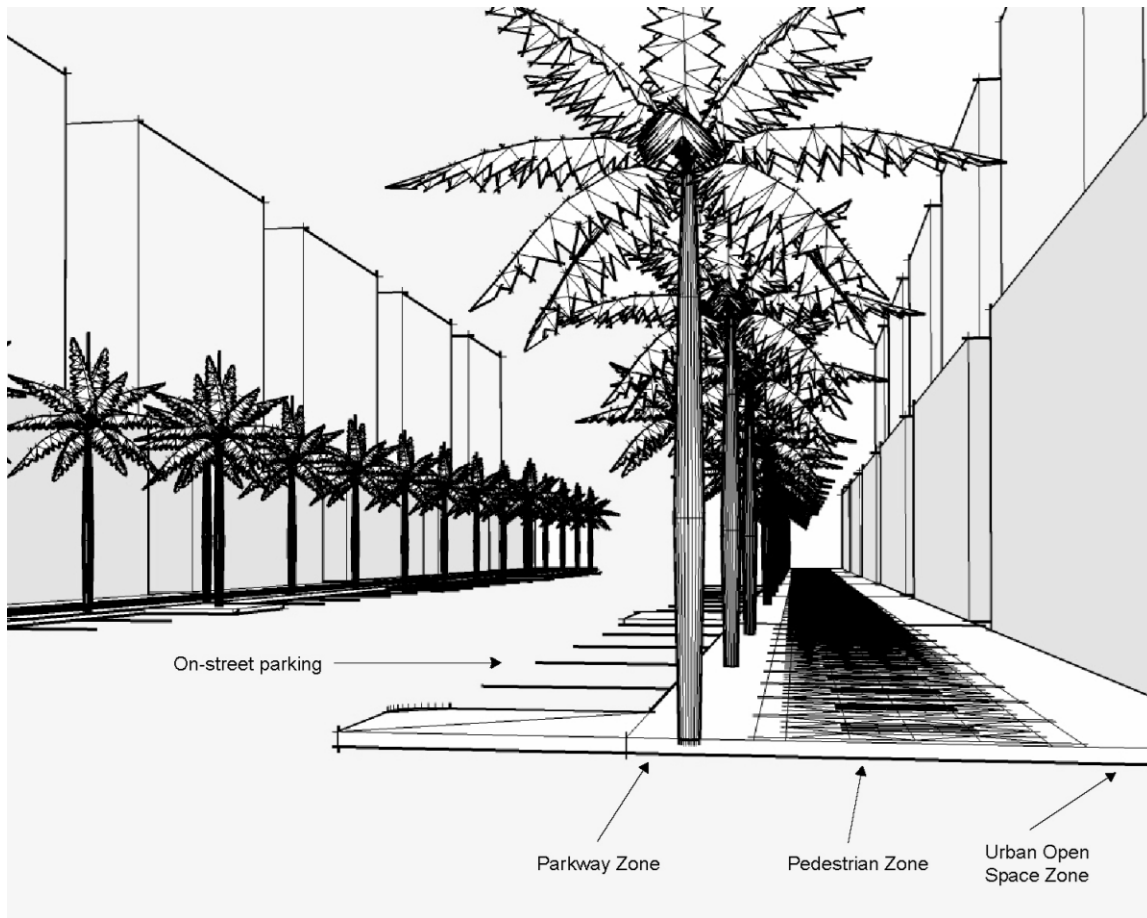 On-street parking
Parkway Zone
Pedestrian Zone
Urban Open
Space Zone